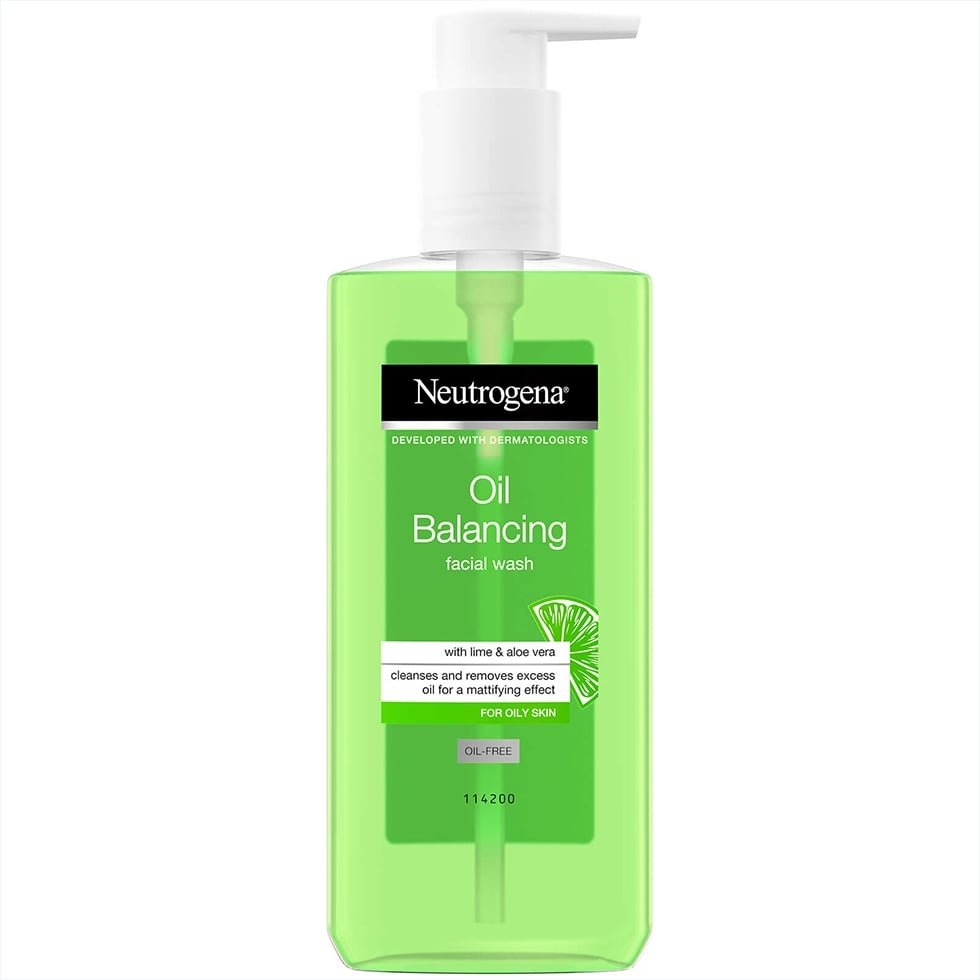 Neutrogena®
DEVELOPED WITH DERMATOLOGISTS
Oil
Balancing
facial wash
with lime & aloe vera
cleanses and removes excess
oil for a mattifying effect
FOR OILY SKIN
OIL-FREE
114200